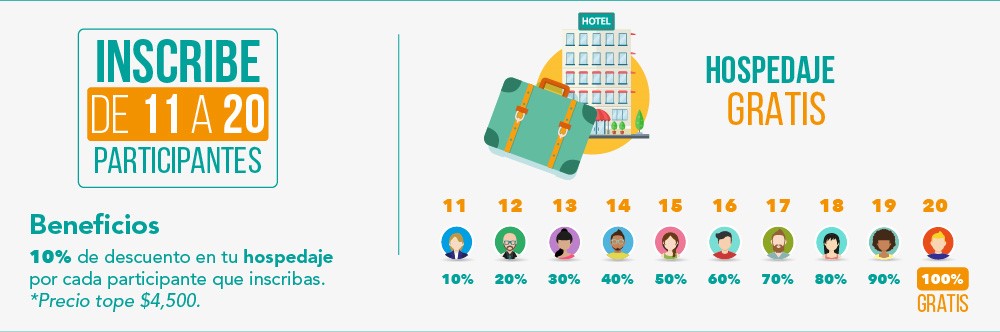 INSCRIBE
DE 11 A 20
PARTICIPANTES
Beneficios
10% de descuento en tu hospedaje
por cada participante que inscribas.
*Precio tope $4,500.
HOTEL
HOSPEDAJE
GRATIS
11 12 13 14 15 16 17 18 19 20
10% 20% 30% 40% 50% 60% 70% 80% 90% 100%
GRATIS